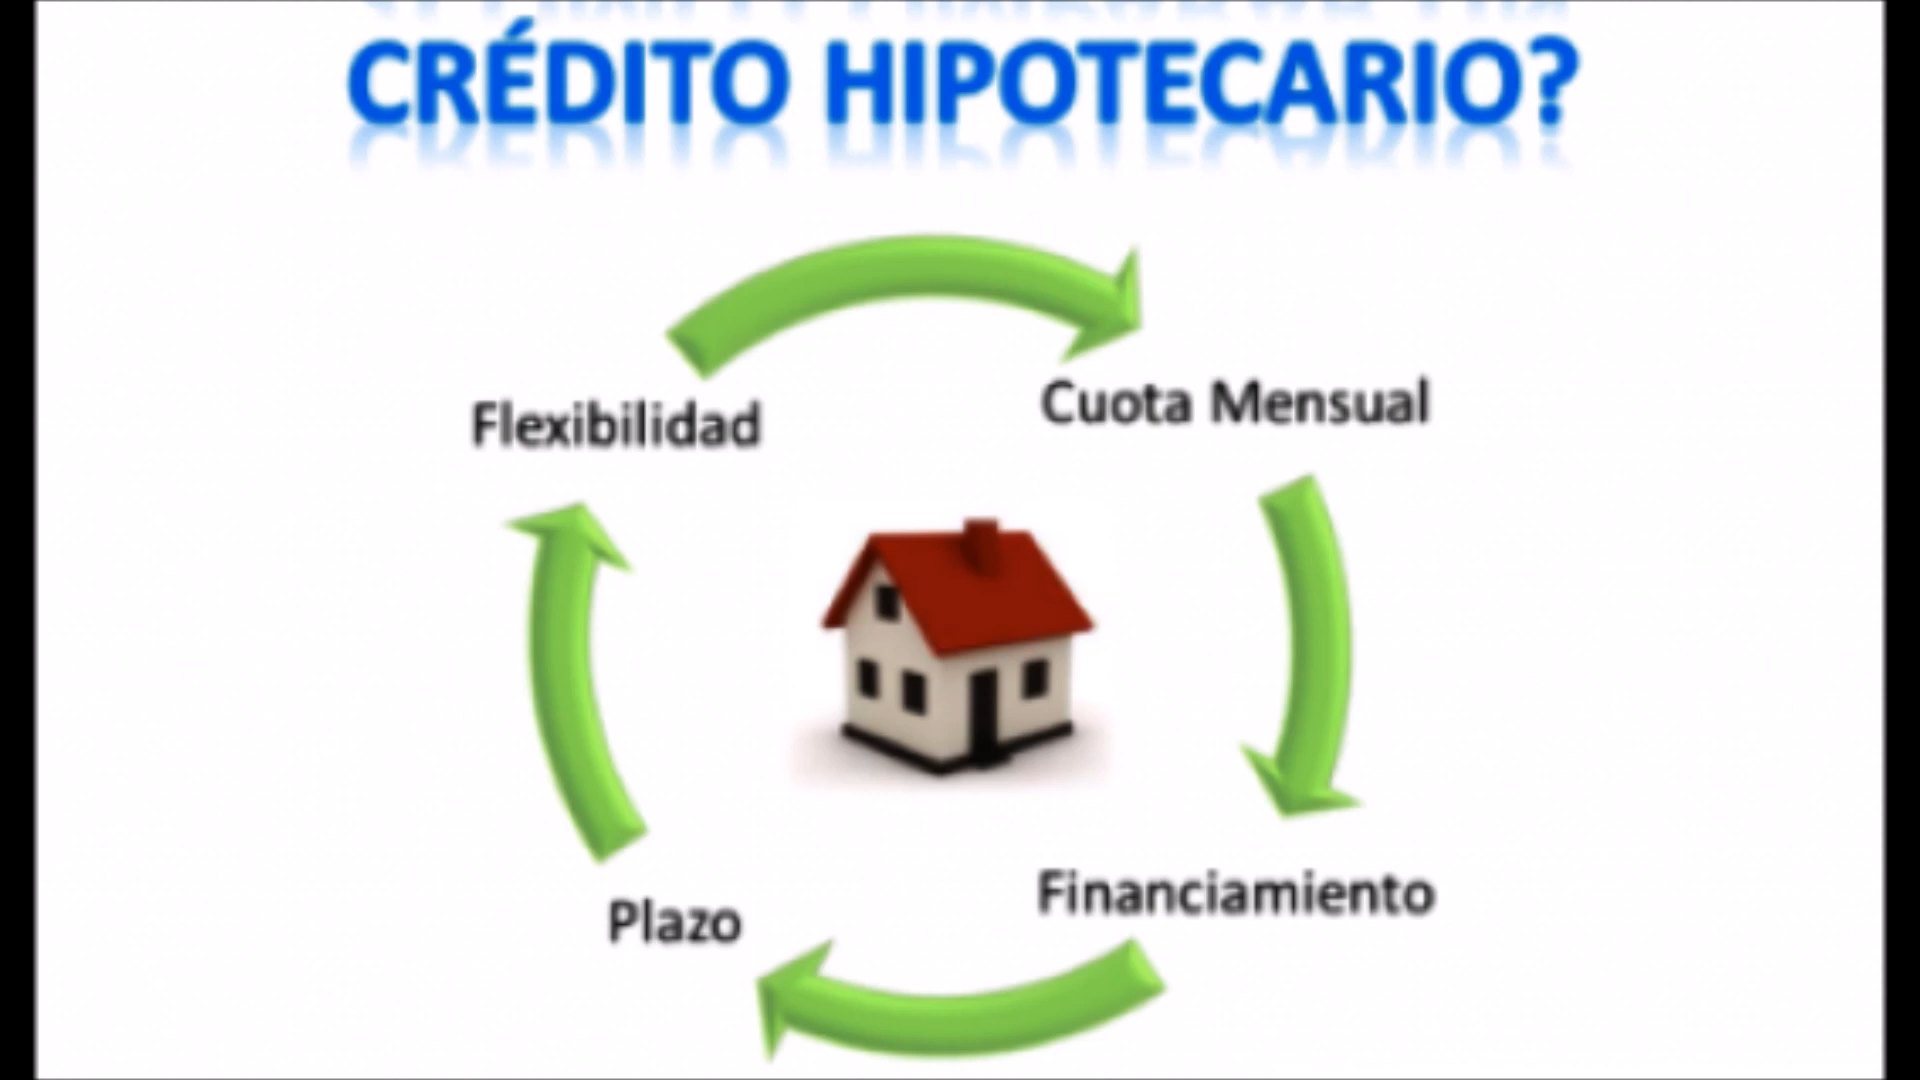 CRÉDITO HIPOTECARIO?
Flexibilidad
Cuota Mensual
Plazo
Financiamiento